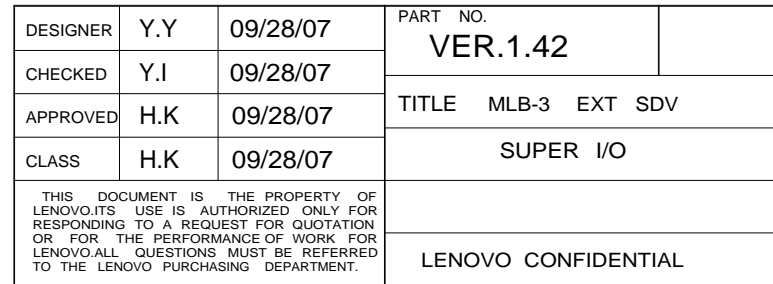 DESIGNER Y.Y 09/28/07
CHECKED Y.I 09/28/07
APPROVED H.K 09/28/07
CLASS H.K 09/28/07
THIS DOCUMENT IS THE PROPERTY OF
LENOVO.ITS USE IS AUTHORIZED ONLY FOR
RESPONDING TO A REQUEST FOR QUOTATION
OR FOR THE PERFORMANCE OF WORK FOR
LENOVO.ALL QUESTIONS MUST BE REFERRED
TO THE LENOVO PURCHASING DEPARTMENT.
PART NO.
VER.1.42
TITLE MLB-3 EXT SDV
SUPER I/O
LENOVO CONFIDENTIAL